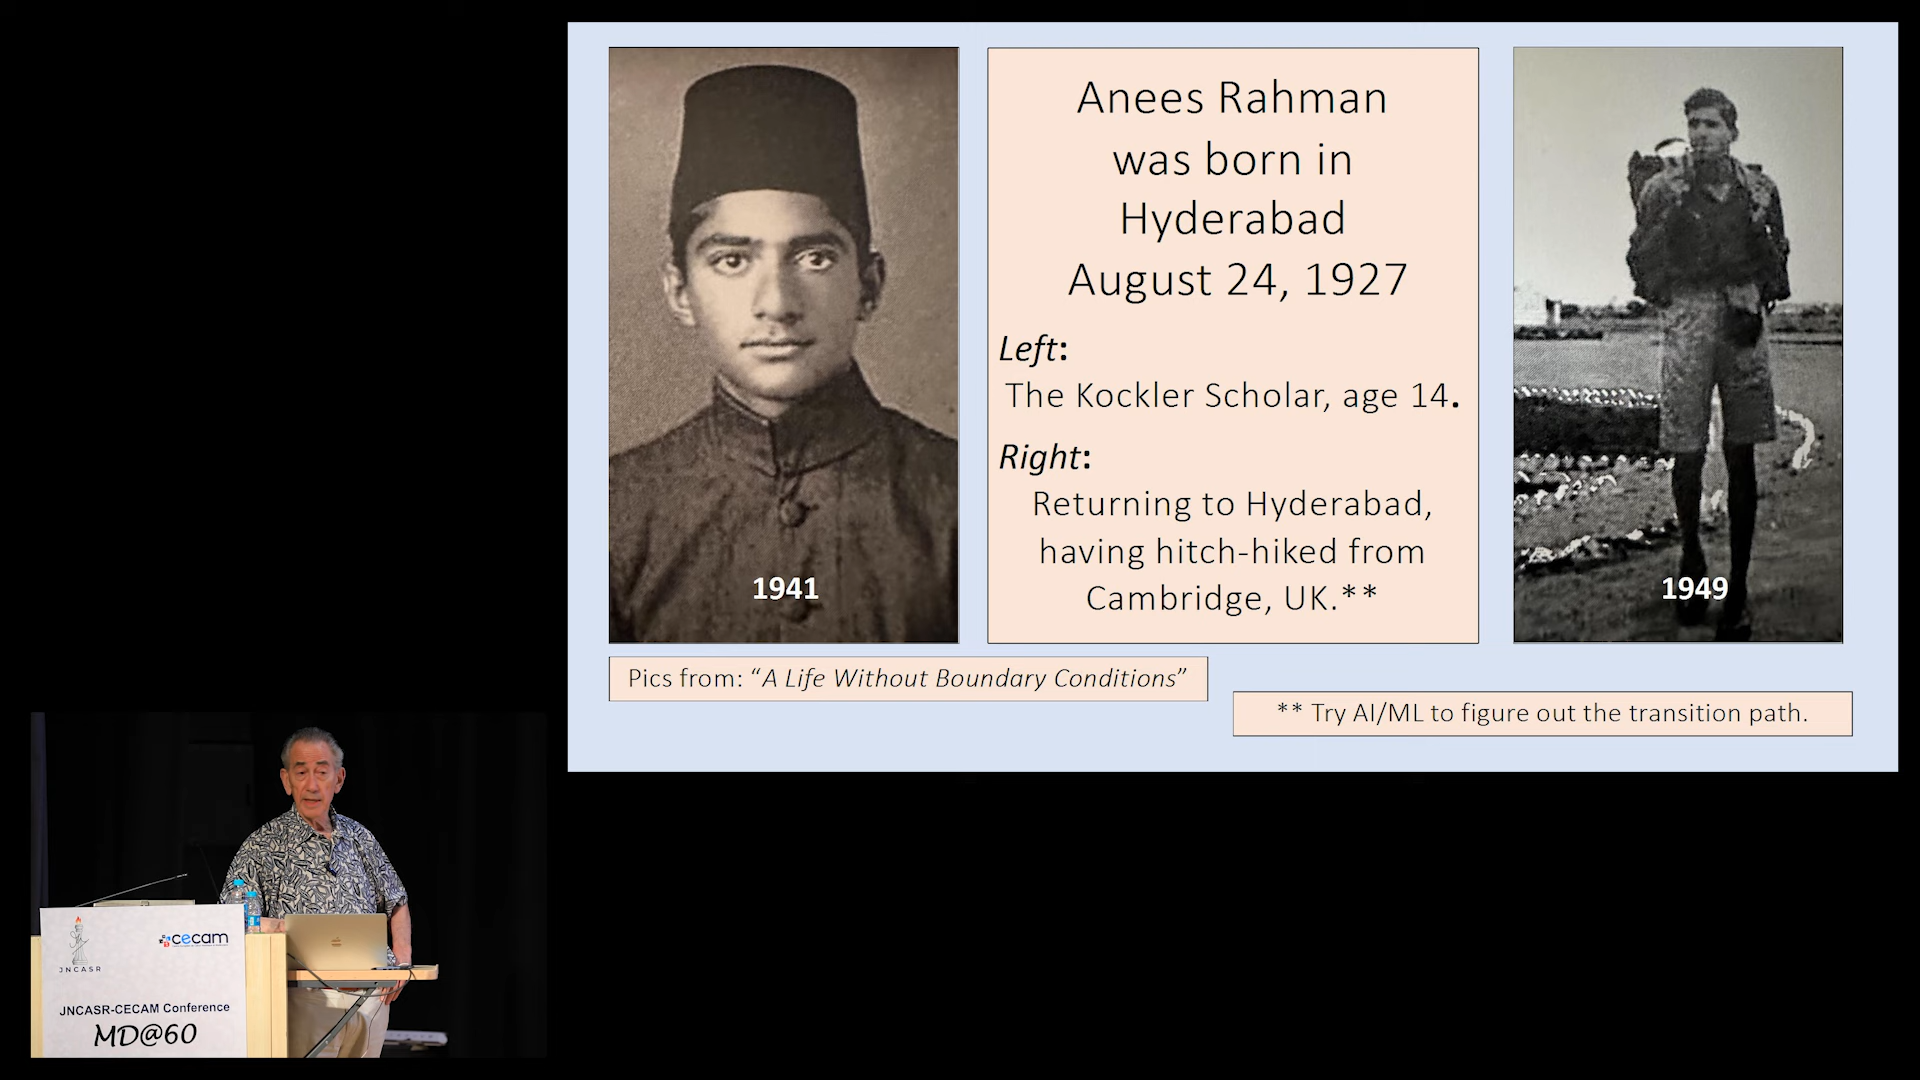 Anees Rahman
was born in
Hyderabad
August 24, 1927
Left:
The Kockler Scholar, age 14.
Right:
Returning to Hyderabad,
having hitch-hiked from
Cambridge, UK.**
1941
1949
Pics from: “A Life Without Boundary Conditions”
** Try AI/ML to figure out the transition path.
JNCASR
cecam
JNCASR-CECAM Conference
MD@60